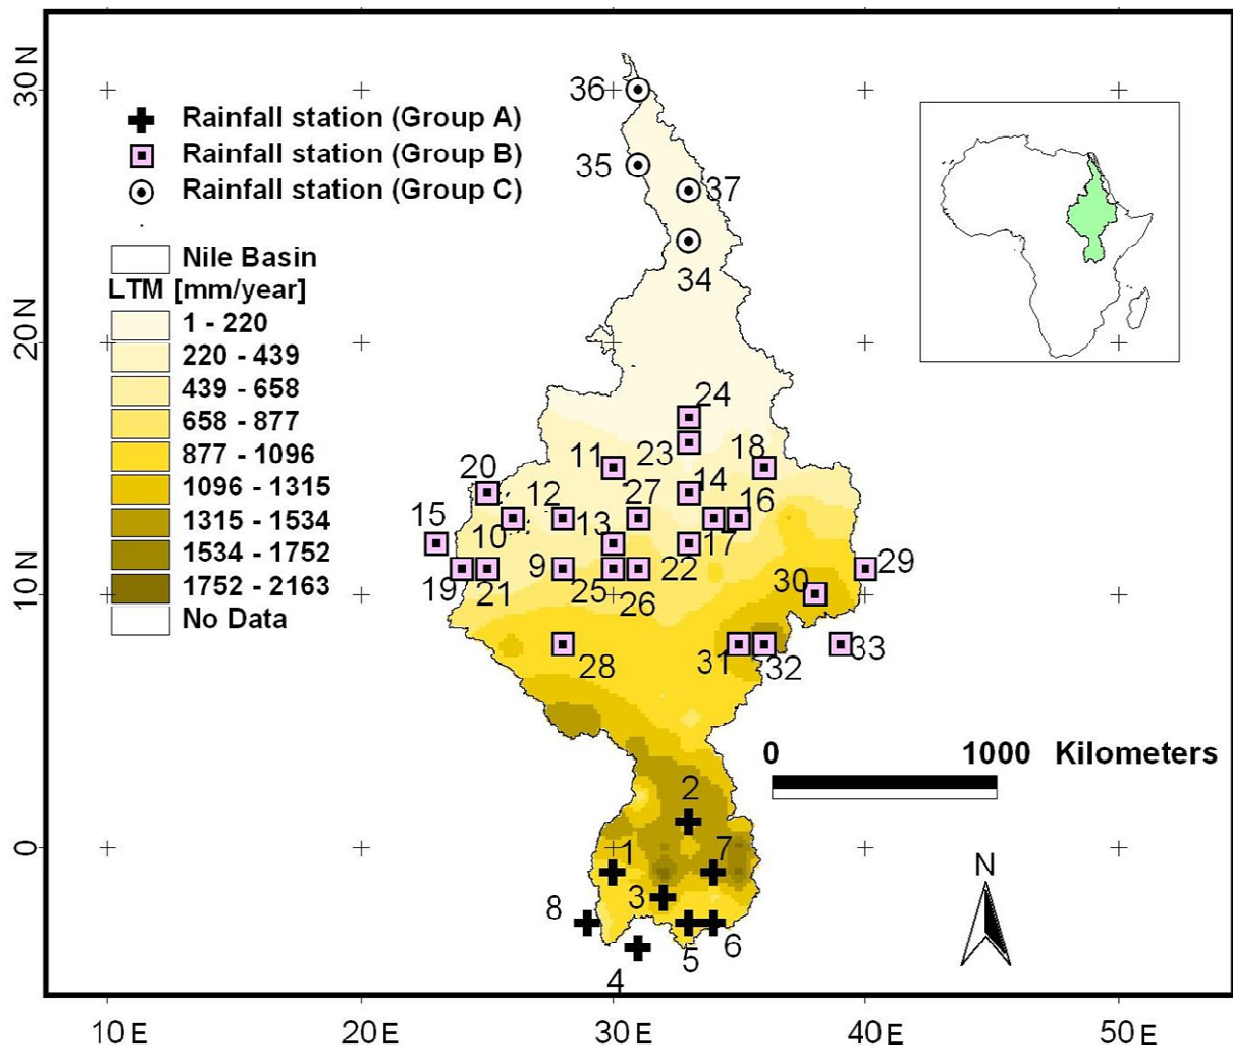 30 N
20 N
10 N
0
Rainfall station (Group A)
Rainfall station (Group B)
Rainfall station (Group C)
Nile Basin
LTM [mm/year]
1 - 220
220 - 439
439 - 658
658 - 877
877 - 1096
1096 - 1315
1315 - 1534
1534 - 1752
1752 - 2163
No Data
36
35
37
34
24
11
23
18
20
12
27
14
16
15
10
13
17
19
21
9
25
26
22
30
29
28
31
32
33
0 1000 Kilometers
2
1
7
3
8
5
6
4
N
10 E
20 E
30 E
40 E
50 E